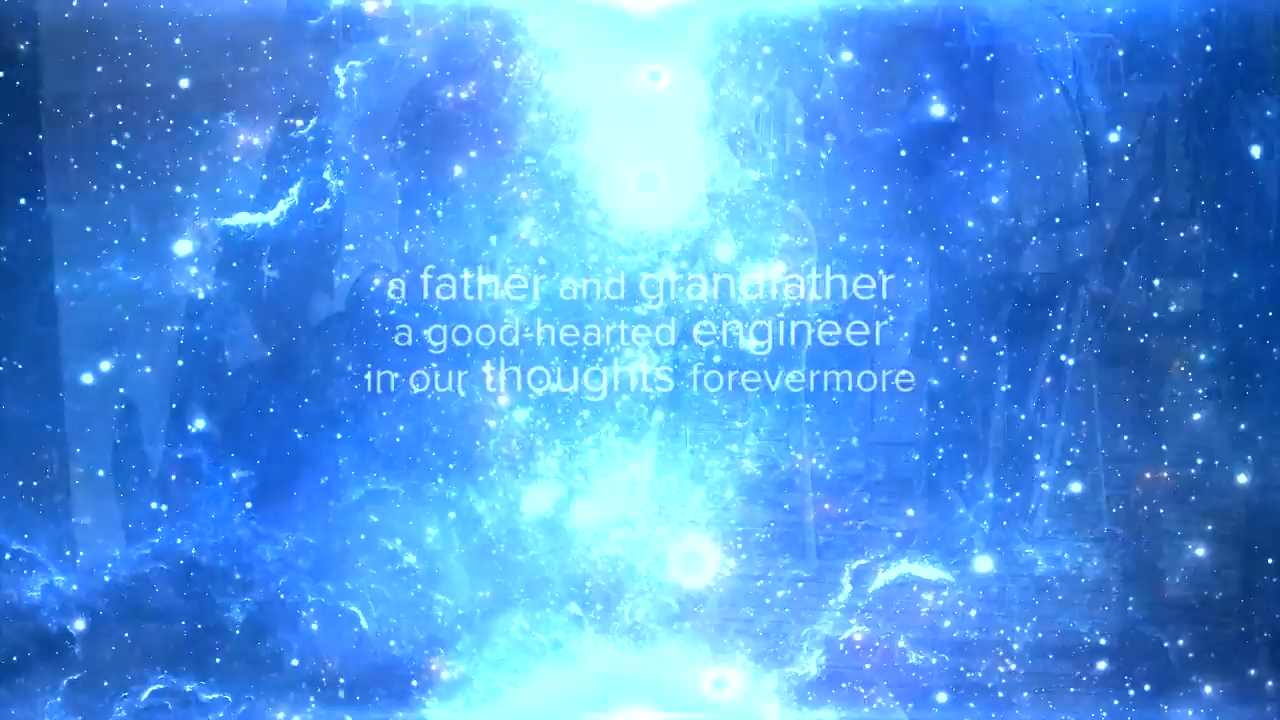 a father and grandfather
a good-hearted engineer
in our thoughts forevermore